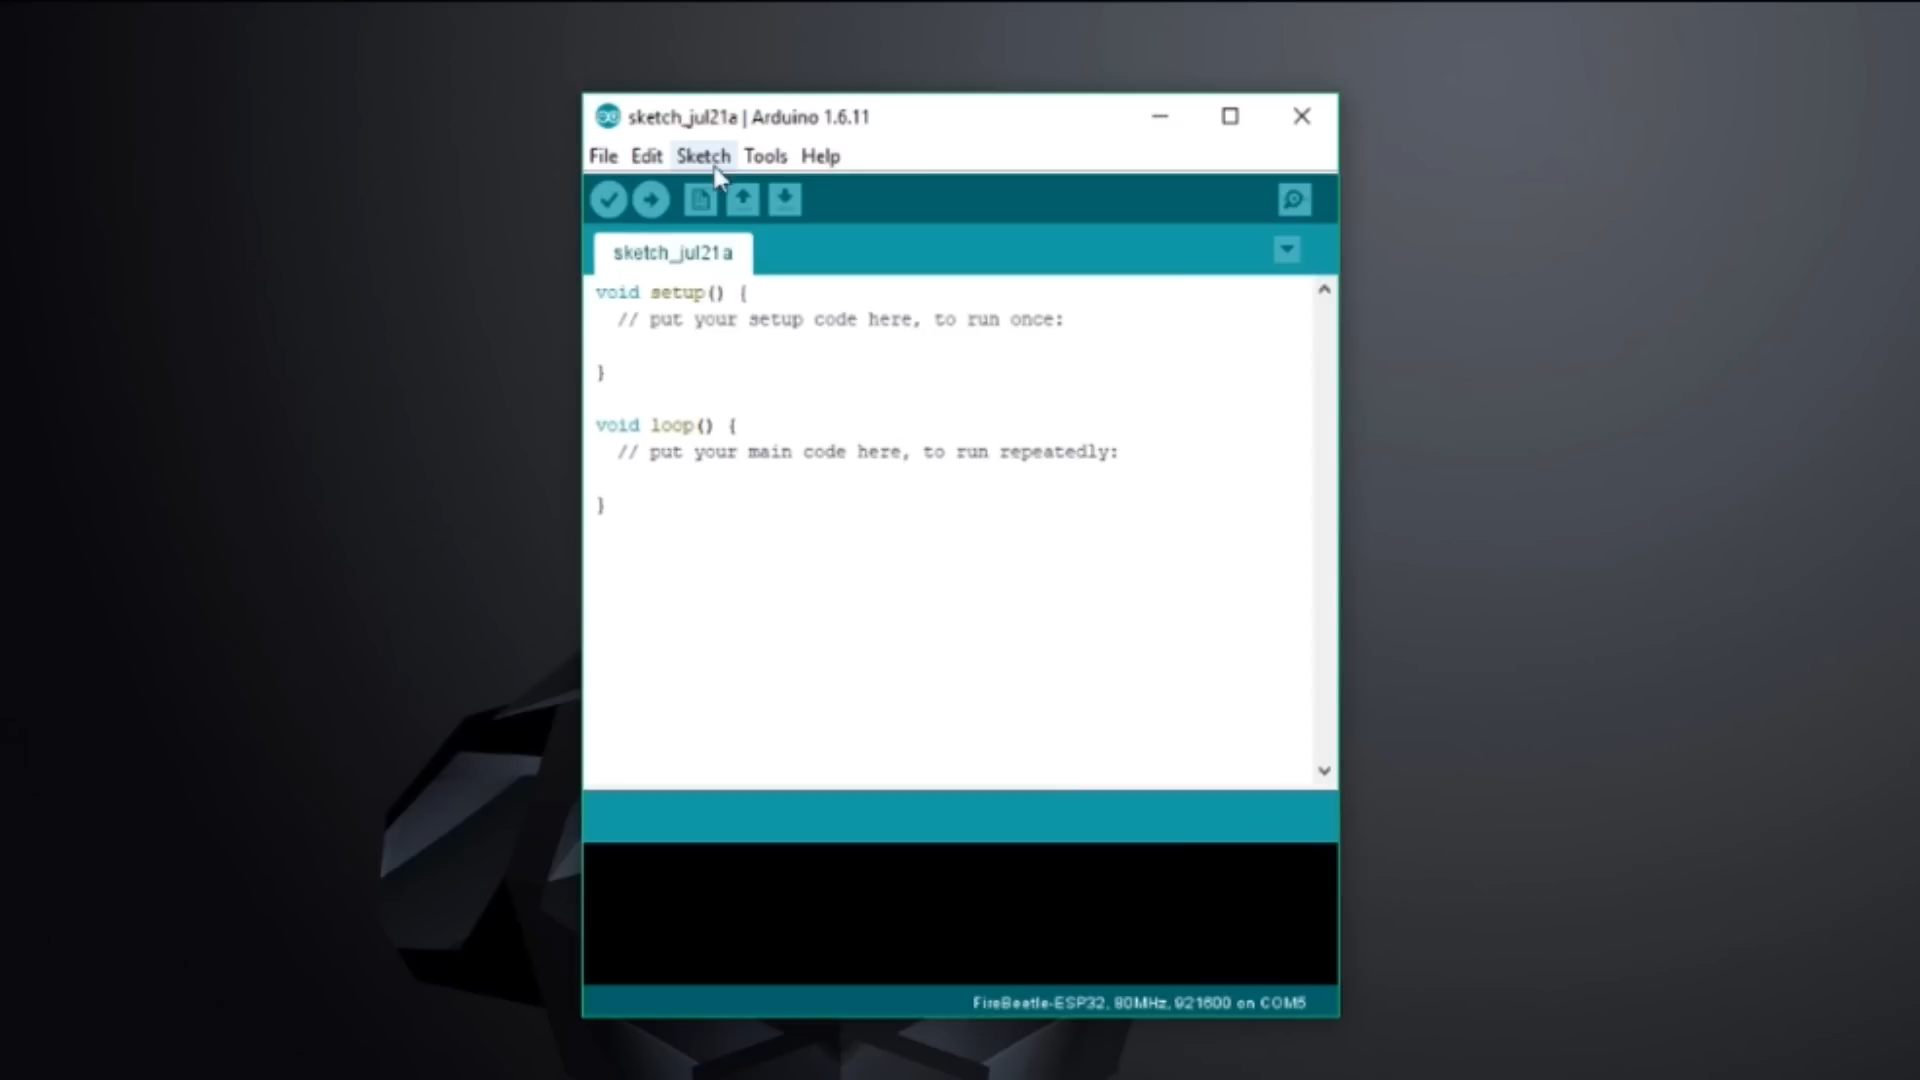 sketch_jul21a | Arduino 1.6.11
File Edit Sketch Tools Help
sketch_jul21a
void setup() {
  // put your setup code here, to run once:
}
void loop() {
  // put your main code here, to run repeatedly:
}
FireBeetle-ESP32, 80MHz, 921600 on COM5